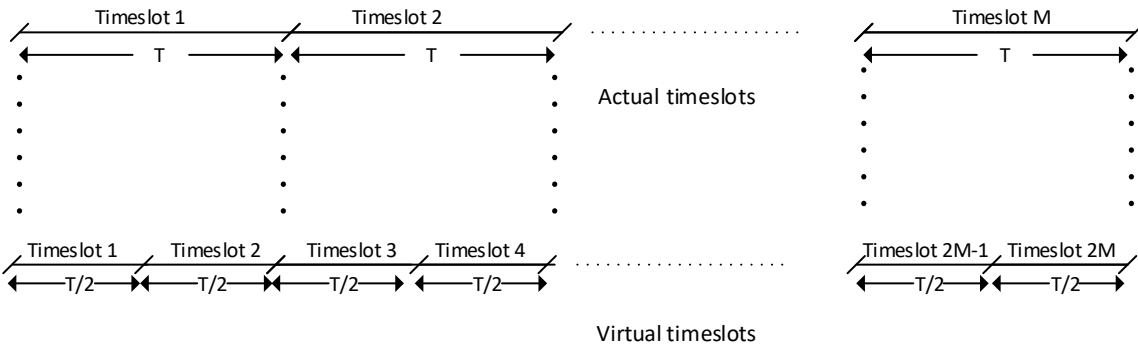 Timeslot 1 Timeslot 2 Timeslot M
T T T
Actual timeslots
Timeslot 1 Timeslot 2 Timeslot 3 Timeslot 4 Timeslot 2M-1 Timeslot 2M
T/2 T/2 T/2 T/2 T/2 T/2
Virtual timeslots